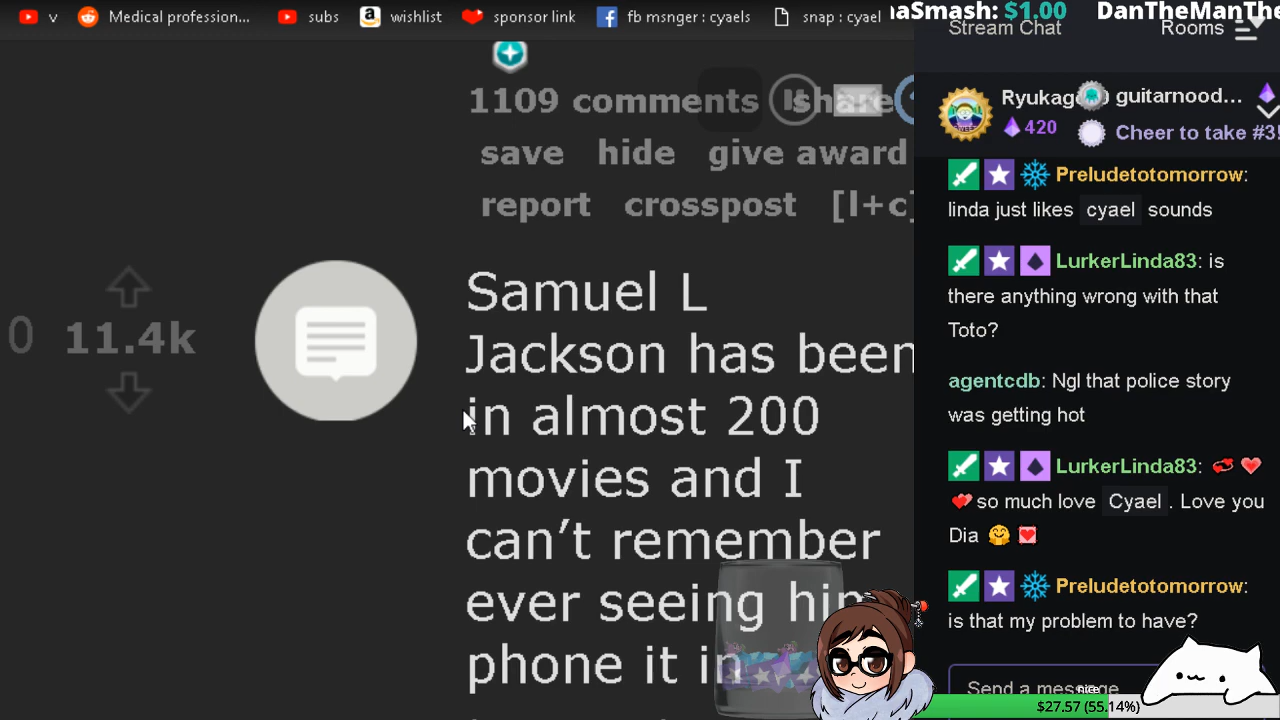 v
Medical profession...
subs
wishlist
sponsor link
fb msnger : cyaels
snap : cyael
aSmash: $1.00
DanTheManThe
1109 comments share
save hide give award
report crosspost [l+c]
0
11.4k
Samuel L
Jackson has been
in almost 200
movies and I
can't remember
ever seeing him
phone it in
Stream Chat
Rooms
420
guitarnood...
Cheer to take #3!
Preludetotomorrow:
linda just likes cyael sounds
LurkerLinda83: is
there anything wrong with that
Toto?
agentcdb: Ngl that police story
was getting hot
LurkerLinda83:
so much love Cyael . Love you
Dia
Preludetotomorrow:
is that my problem to have?
Send a message
nice
$27.57 (55.14%)